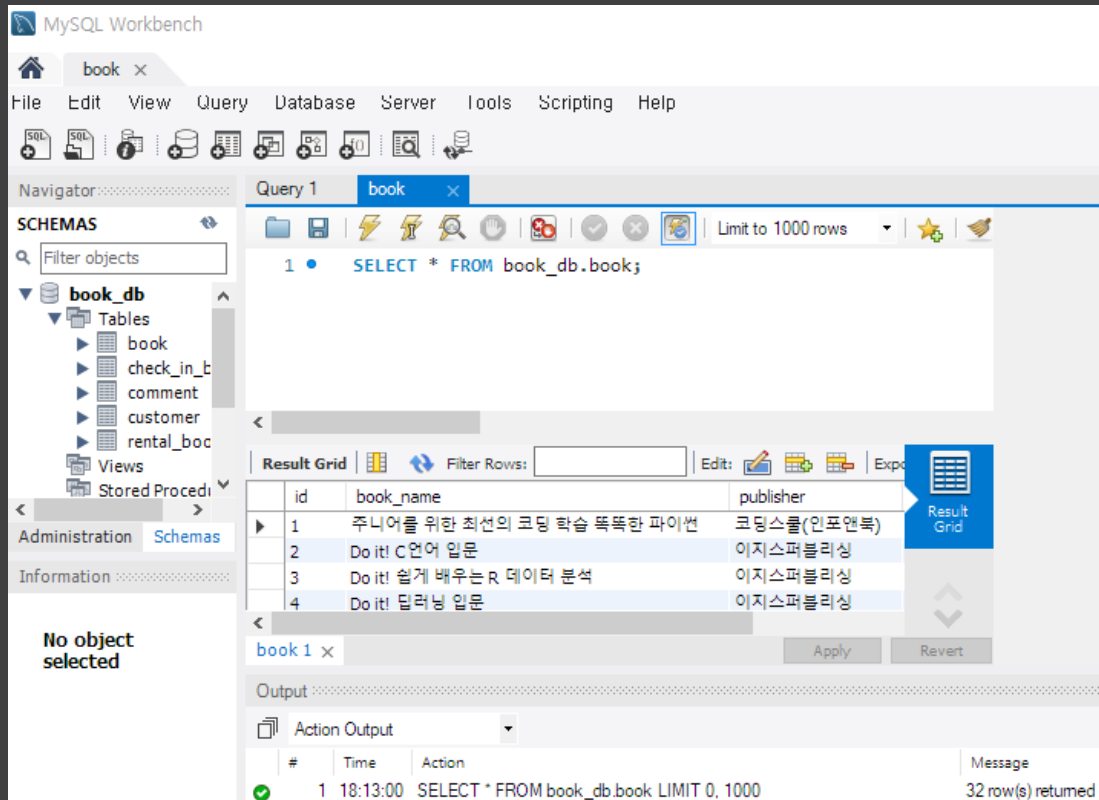 MySQL Workbench
book
File Edit View Query Database Server Tools Scripting Help
Navigator
SCHEMAS
Filter objects
book_db
Tables
book
check_in_b
comment
customer
rental_boo
Views
Stored Procedu
Administration Schemas
Information
No object
selected
Query 1 book
Limit to 1000 rows
1 SELECT * FROM book_db.book;
Result Grid Filter Rows: Edit: Expo
id book_name publisher
1 주니어를 위한 최선의 코딩 학습 똑똑한 파이썬 코딩스쿨(인포앤북)
2 Do it! C언어 입문 이지스퍼블리싱
3 Do it! 쉽게 배우는 R 데이터 분석 이지스퍼블리싱
4 Do it! 딥러닝 입문 이지스퍼블리싱
Result
Grid
book 1 Apply Revert
Output
Action Output
# Time Action Message
1 18:13:00 SELECT * FROM book_db.book LIMIT 0, 1000 32 row(s) returned